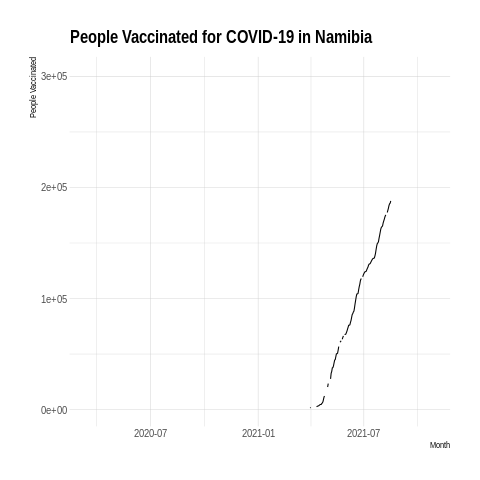 People Vaccinated for COVID-19 in Namibia
People Vaccinated
3e+05
2e+05
1e+05
0e+00
2020-07
2021-01
2021-07
Month